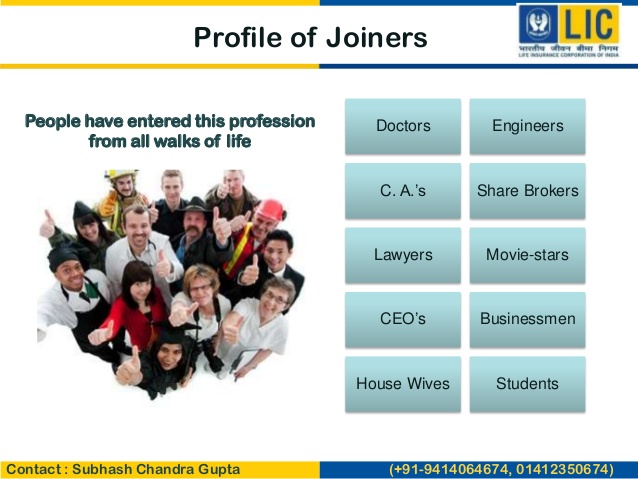 Profile of Joiners
LIC
भारतीय जीवन बीमा निगम
LIFE INSURANCE CORPORATION OF INDIA
People have entered this profession
from all walks of life
Doctors
Engineers
C. A.’s
Share Brokers
Lawyers
Movie-stars
CEO’s
Businessmen
House Wives
Students
Contact : Subhash Chandra Gupta
(+91-9414064674, 01412350674)